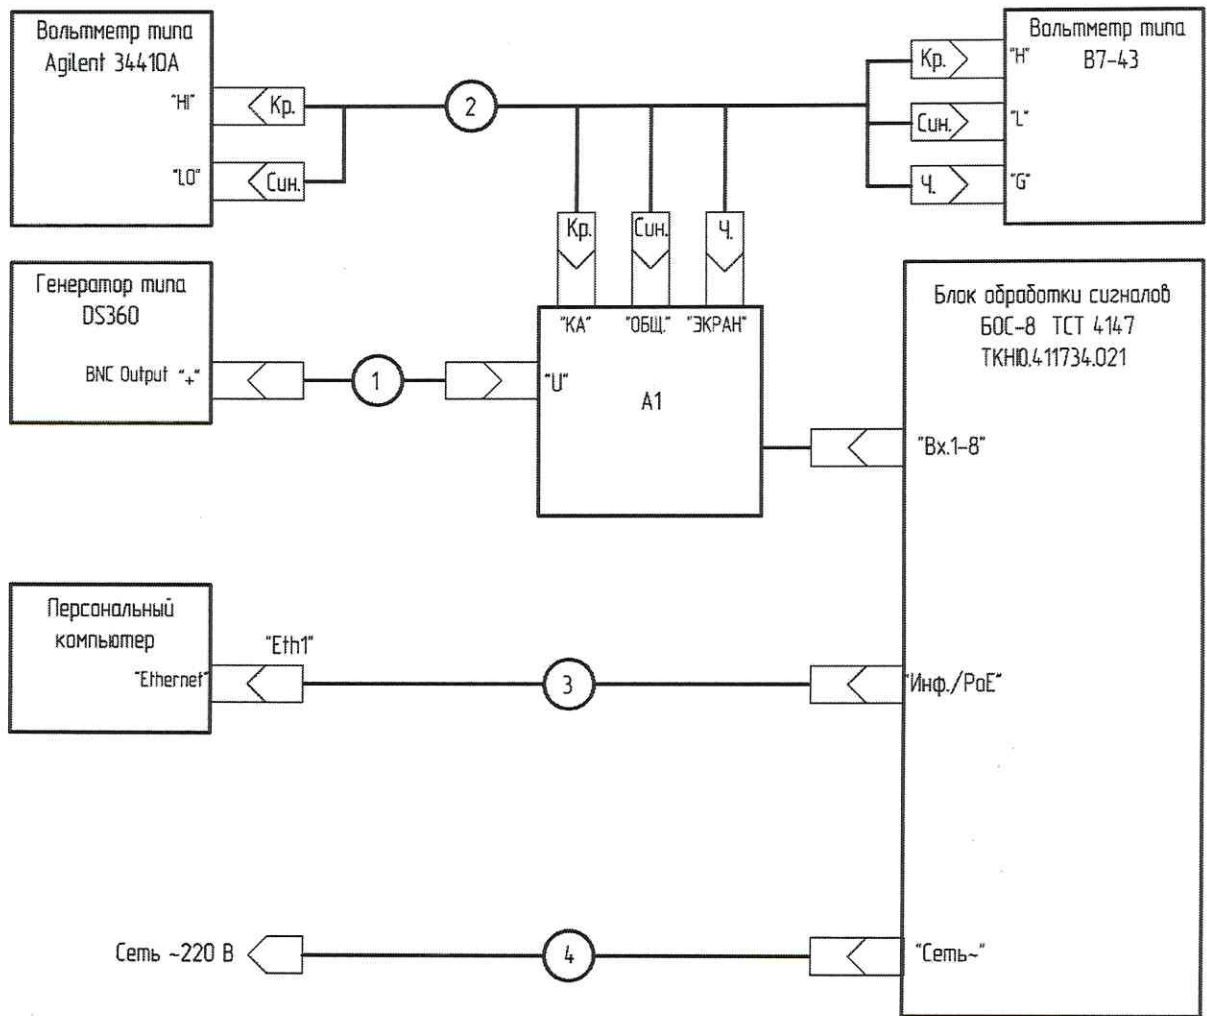 Вольтметр типа
Agilent 34410А
"HI"
Кр.
"LO"
Син.
2
Вольтметр типа
В7-43
Кр.
"H"
Син.
"L"
Ч.
"G"
Кр.
Син.
Ч.
"КА"
"ОБЩ."
"ЭКРАН"
"U"
А1
Генератор типа
DS360
BNC Output "+"
1
Блок обработки сигналов
БОС-8 ТСТ 4147
ТКНЮ.411734.021
"Вх.1-8"
Персональный
компьютер
"Ethernet"
"Eth1"
3
"Инф./PoE"
Сеть ~220 В
4
"Сеть~"